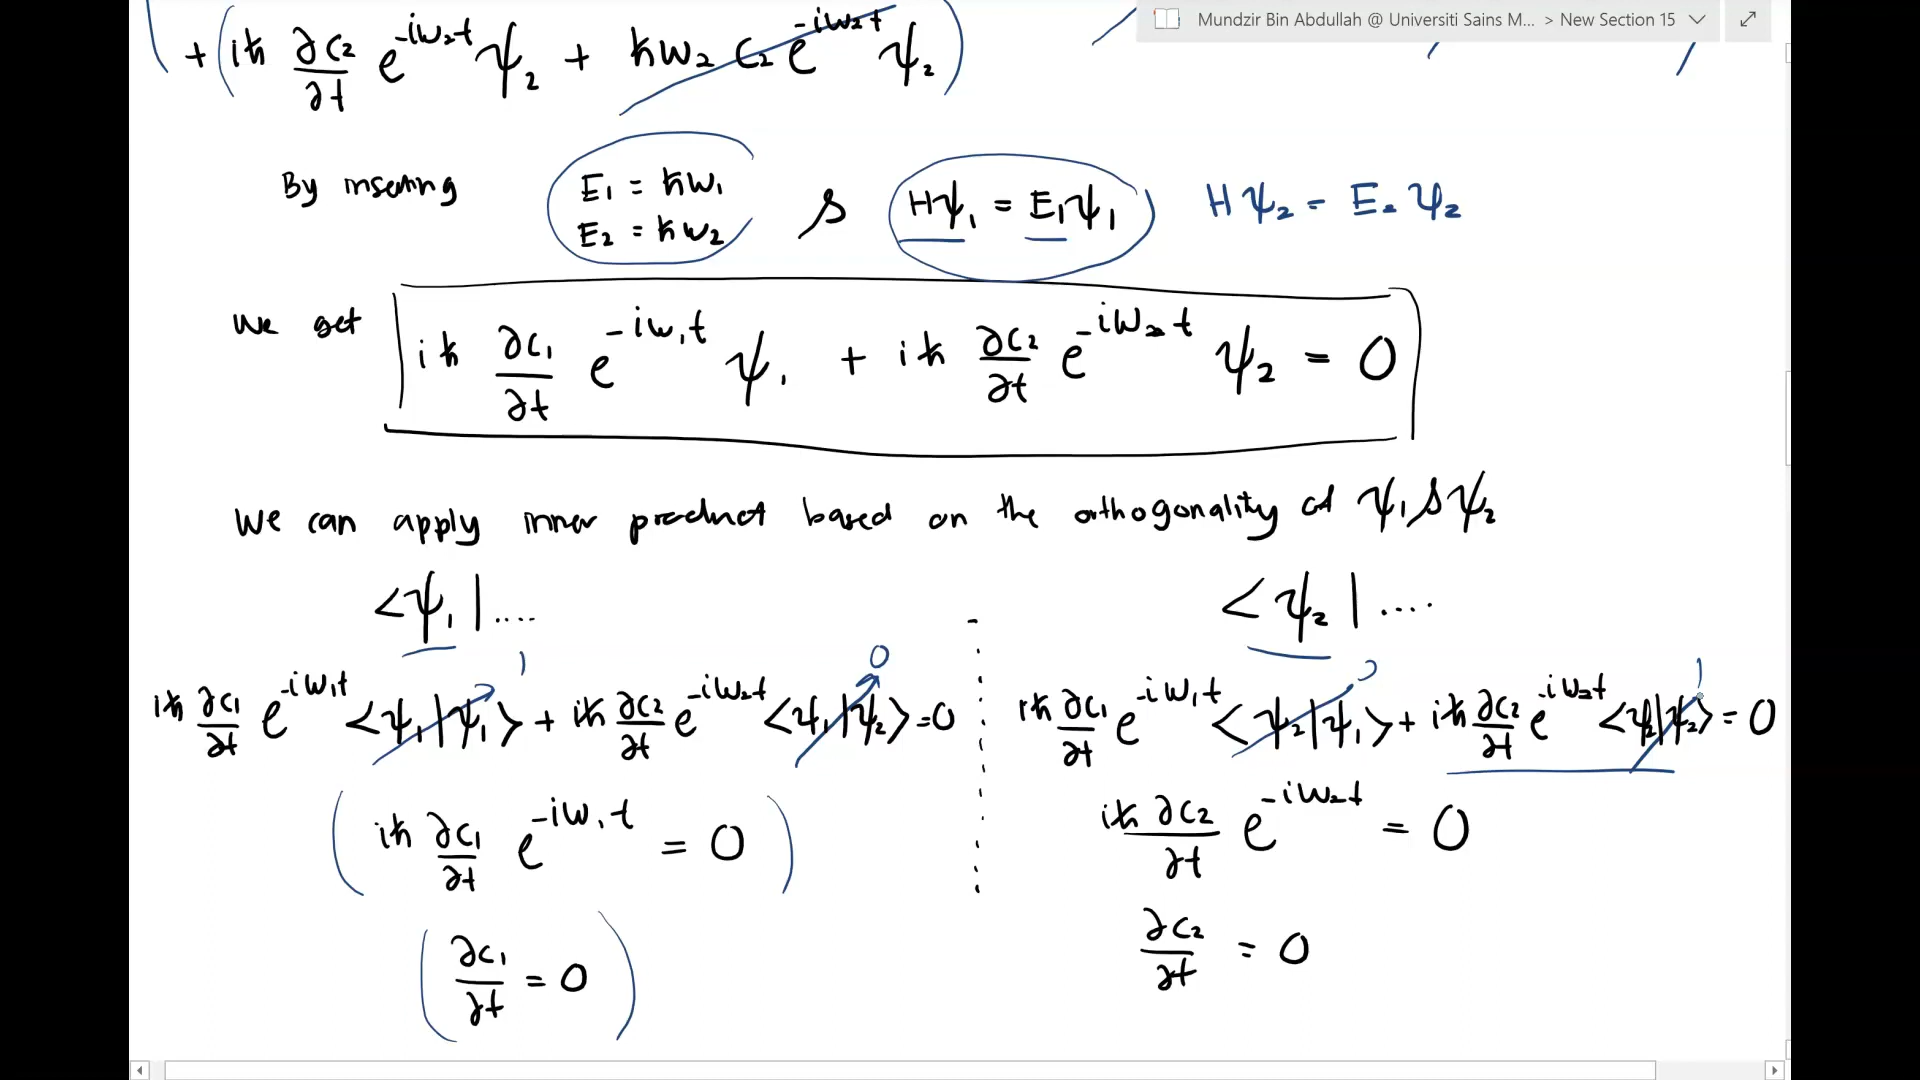 Mundzir Bin Abdullah @ Universiti Sains M... > New Section 15
+ (iħ ∂c₂/∂t e^{-iω₂t} ψ₂ + ħω₂ c₂ e^{-iω₂t} ψ₂)
By inserting E₁ = ħω₁ & Hψ₁ = E₁ψ₁ Hψ₂ = E₂ψ₂
E₂ = ħω₂
We get iħ ∂c₁/∂t e^{-iω₁t} ψ₁ + iħ ∂c₂/∂t e^{-iω₂t} ψ₂ = 0
We can apply inner product based on the orthogonality of ψ₁ & ψ₂
<ψ₁|.... <ψ₂|....
1 0 0 1
iħ ∂c₁/∂t e^{-iω₁t} <ψ₁|ψ₁> + iħ ∂c₂/∂t e^{-iω₂t} <ψ₁|ψ₂> = 0 iħ ∂c₁/∂t e^{-iω₁t} <ψ₂|ψ₁> + iħ ∂c₂/∂t e^{-iω₂t} <ψ₂|ψ₂> = 0
(iħ ∂c₁/∂t e^{-iω₁t} = 0) iħ ∂c₂/∂t e^{-iω₂t} = 0
(∂c₁/∂t = 0) ∂c₂/∂t = 0